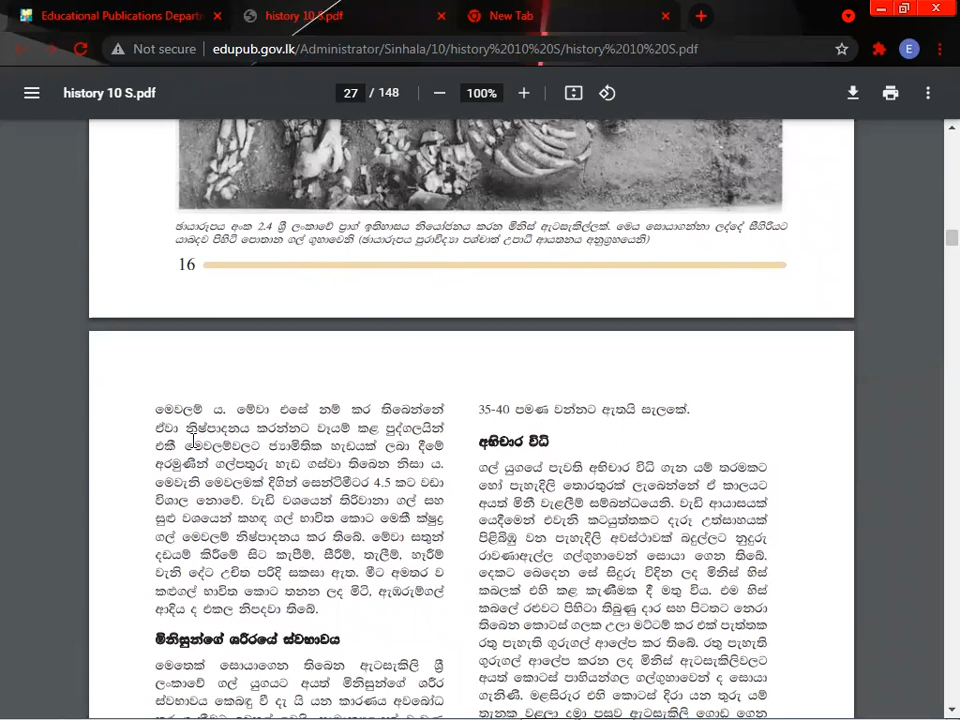 Educational Publications Departm
history 10 S.pdf
New Tab
Not secure
edupub.gov.lk/Administrator/Sinhala/10/history%2010%20S/history%2010%20S.pdf
E
history 10 S.pdf
27 / 148
100%
ඡායාරූපය අංක 2.4 ශ්‍රී ලංකාවේ ප්‍රාග් ඉතිහාසය නියෝජනය කරන මිනිස් ඇටසැකිල්ලක්. මෙය සොයාගන්නා ලද්දේ සීගිරියට
යාබදව පිහිටි පොතාන ගල් ගුහාවෙනි (ඡායාරූපය පුරාවිද්‍යා පශ්චාත් උපාධි ආයතනය අනුග්‍රහයෙනි)
16
මෙවලම් ය. මේවා එසේ නම් කර තිබෙන්නේ
ඒවා නිෂ්පාදනය කරන්නට වෑයම් කළ පුද්ගලයින්
එකී මෙවලම්වලට ජ්‍යාමිතික හැඩයක් ලබා දීමේ
අරමුණින් ගල්පතුරු හැඩ ගස්වා තිබෙන නිසා ය.
මෙවැනි මෙවලමක් දිගින් සෙන්ටිමීටර 4.5 කට වඩා
විශාල නොවේ. වැඩි වශයෙන් තිරිවානා ගල් සහ
සුළු වශයෙන් කහඳ ගල් භාවිත කොට මෙකී ක්ෂුද්‍ර
ගල් මෙවලම් නිෂ්පාදනය කර තිබේ. මේවා සතුන්
දඩයම් කිරීමේ සිට කැපීම්, සීරීම්, තැලීම්, හෑරීම්
වැනි දේට උචිත පරිදි සකසා ඇත. මීට අමතර ව
කළුගල් භාවිත කොට තනන ලද මිටි, ඇඹරුම්ගල්
ආදිය ද එකල නිපදවා තිබේ.
මිනිසුන්ගේ ශරීරයේ ස්වභාවය
මෙතෙක් සොයාගෙන තිබෙන ඇටසැකිලි ශ්‍රී
ලංකාවේ ගල් යුගයට අයත් මිනිසුන්ගේ ශරීර
ස්වභාවය කෙබඳු වී දැ යි යන කාරණය අවබෝධ
35-40 පමණ වන්නට ඇතැයි සැලකේ.
අභිචාර විධි
ගල් යුගයේ පැවති අභිචාර විධි ගැන යම් තරමකට
හෝ පැහැදිලි තොරතුරක් ලැබෙන්නේ ඒ කාලයට
අයත් මිනී වැළලීම් සම්බන්ධයෙනි. වැඩි ආයාසයක්
යෙදීමෙන් එවැනි කටයුත්තකට දැරූ උත්සාහයක්
පිළිබිඹු වන පැහැදිලි අවස්ථාවක් බදුල්ලට නුදුරු
රාවණාඇල්ල ගල්ගුහාවෙන් සොයා ගෙන තිබේ.
දෙකට බෙදෙන සේ සිදුරු විදින ලද මිනිස් හිස්
කබලක් එහි කළ කැණීමක දී මතු විය. එම හිස්
කබලේ රළුවට පිහිටා තිබුණු දාර සහ පිටතට නෙරා
තිබෙන කොටස් ගලක උලා මට්ටම් කර එක් පැත්තක
රතු පැහැති ගුරුගල් ආලේප කර තිබේ. රතු පැහැති
ගුරුගල් ආලේප කරන ලද මිනිස් ඇටසැකිලිවලට
අයත් කොටස් පාහියන්ගල ගල්ගුහාවෙන් ද සොයා
ගැනිණි. මළසිරුර එහි කොටස් දිරා යන තුරු යම්
තැනක වළලා දමා පසුව ඇටසැකිලි ගොඩ ගෙන